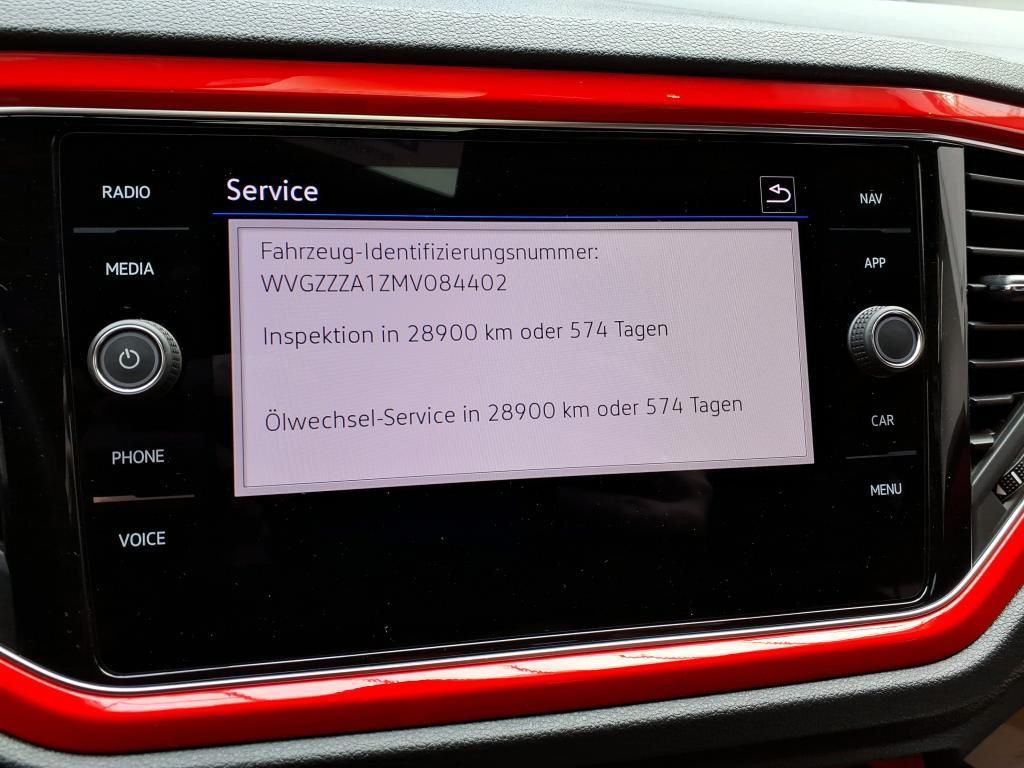 RADIO
MEDIA
PHONE
VOICE
Service
Fahrzeug-Identifizierungsnummer:
WVGZZZA1ZMV084402
Inspektion in 28900 km oder 574 Tagen
Ölwechsel-Service in 28900 km oder 574 Tagen
NAV
APP
CAR
MENU